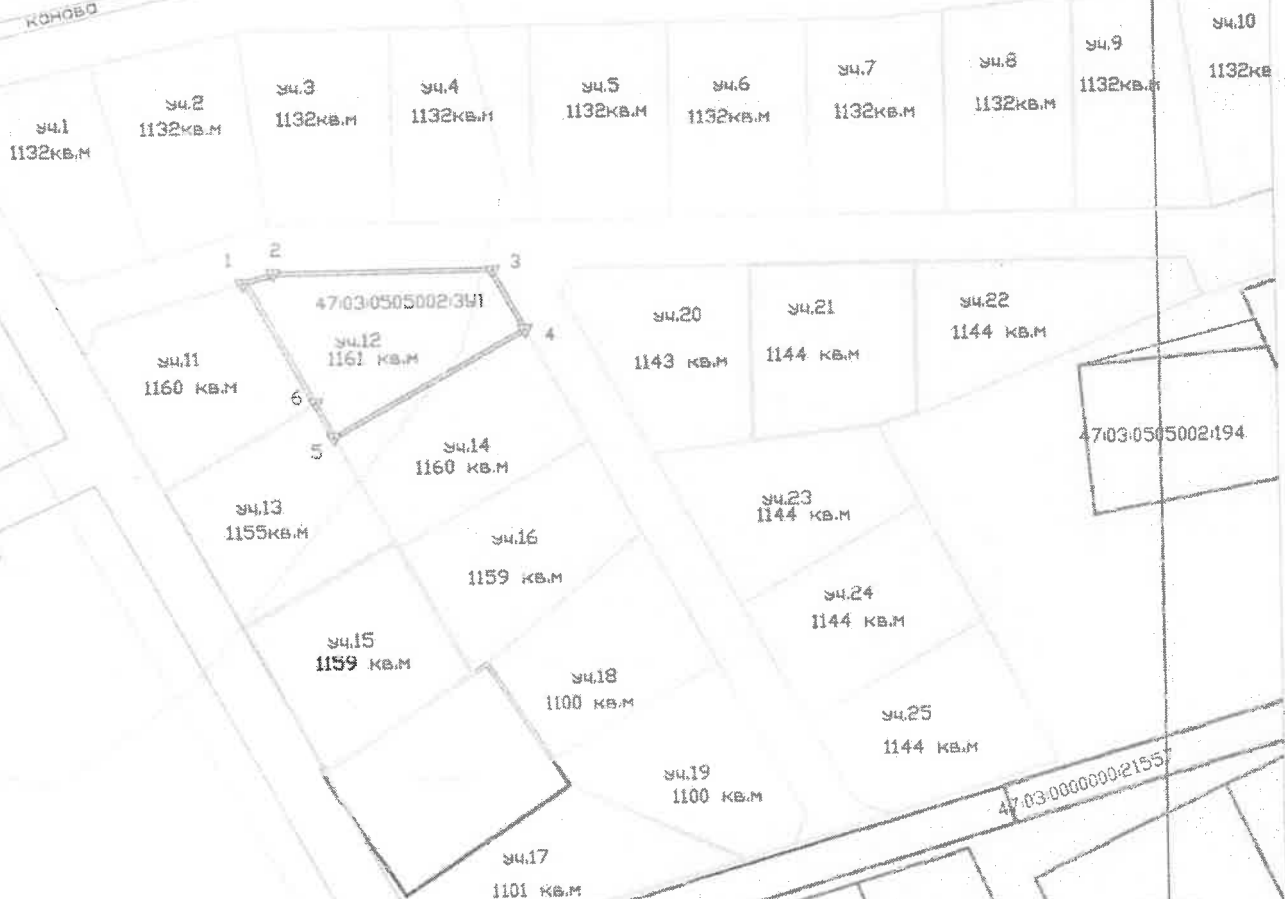 уч.1
1132кв.м
уч.2
1132кв.м
уч.3
1132кв.м
уч.4
1132кв.м
уч.5
1132кв.м
уч.6
1132кв.м
уч.7
1132кв.м
уч.8
1132кв.м
уч.9
1132кв.м
уч.10
1132кв
1
2
3
4
5
6
47:03:0505002:ЗУ1
уч.12
1161 кв.м
уч.11
1160 кв.м
уч.20
1143 кв.м
уч.21
1144 кв.м
уч.22
1144 кв.м
47:03:0505002:194
уч.14
1160 кв.м
уч.13
1155кв.м
уч.16
1159 кв.м
уч.23
1144 кв.м
уч.24
1144 кв.м
уч.15
1159 кв.м
уч.18
1100 кв.м
уч.25
1144 кв.м
уч.19
1100 кв.м
47:03:0000000:21557
уч.17
1101 кв.м